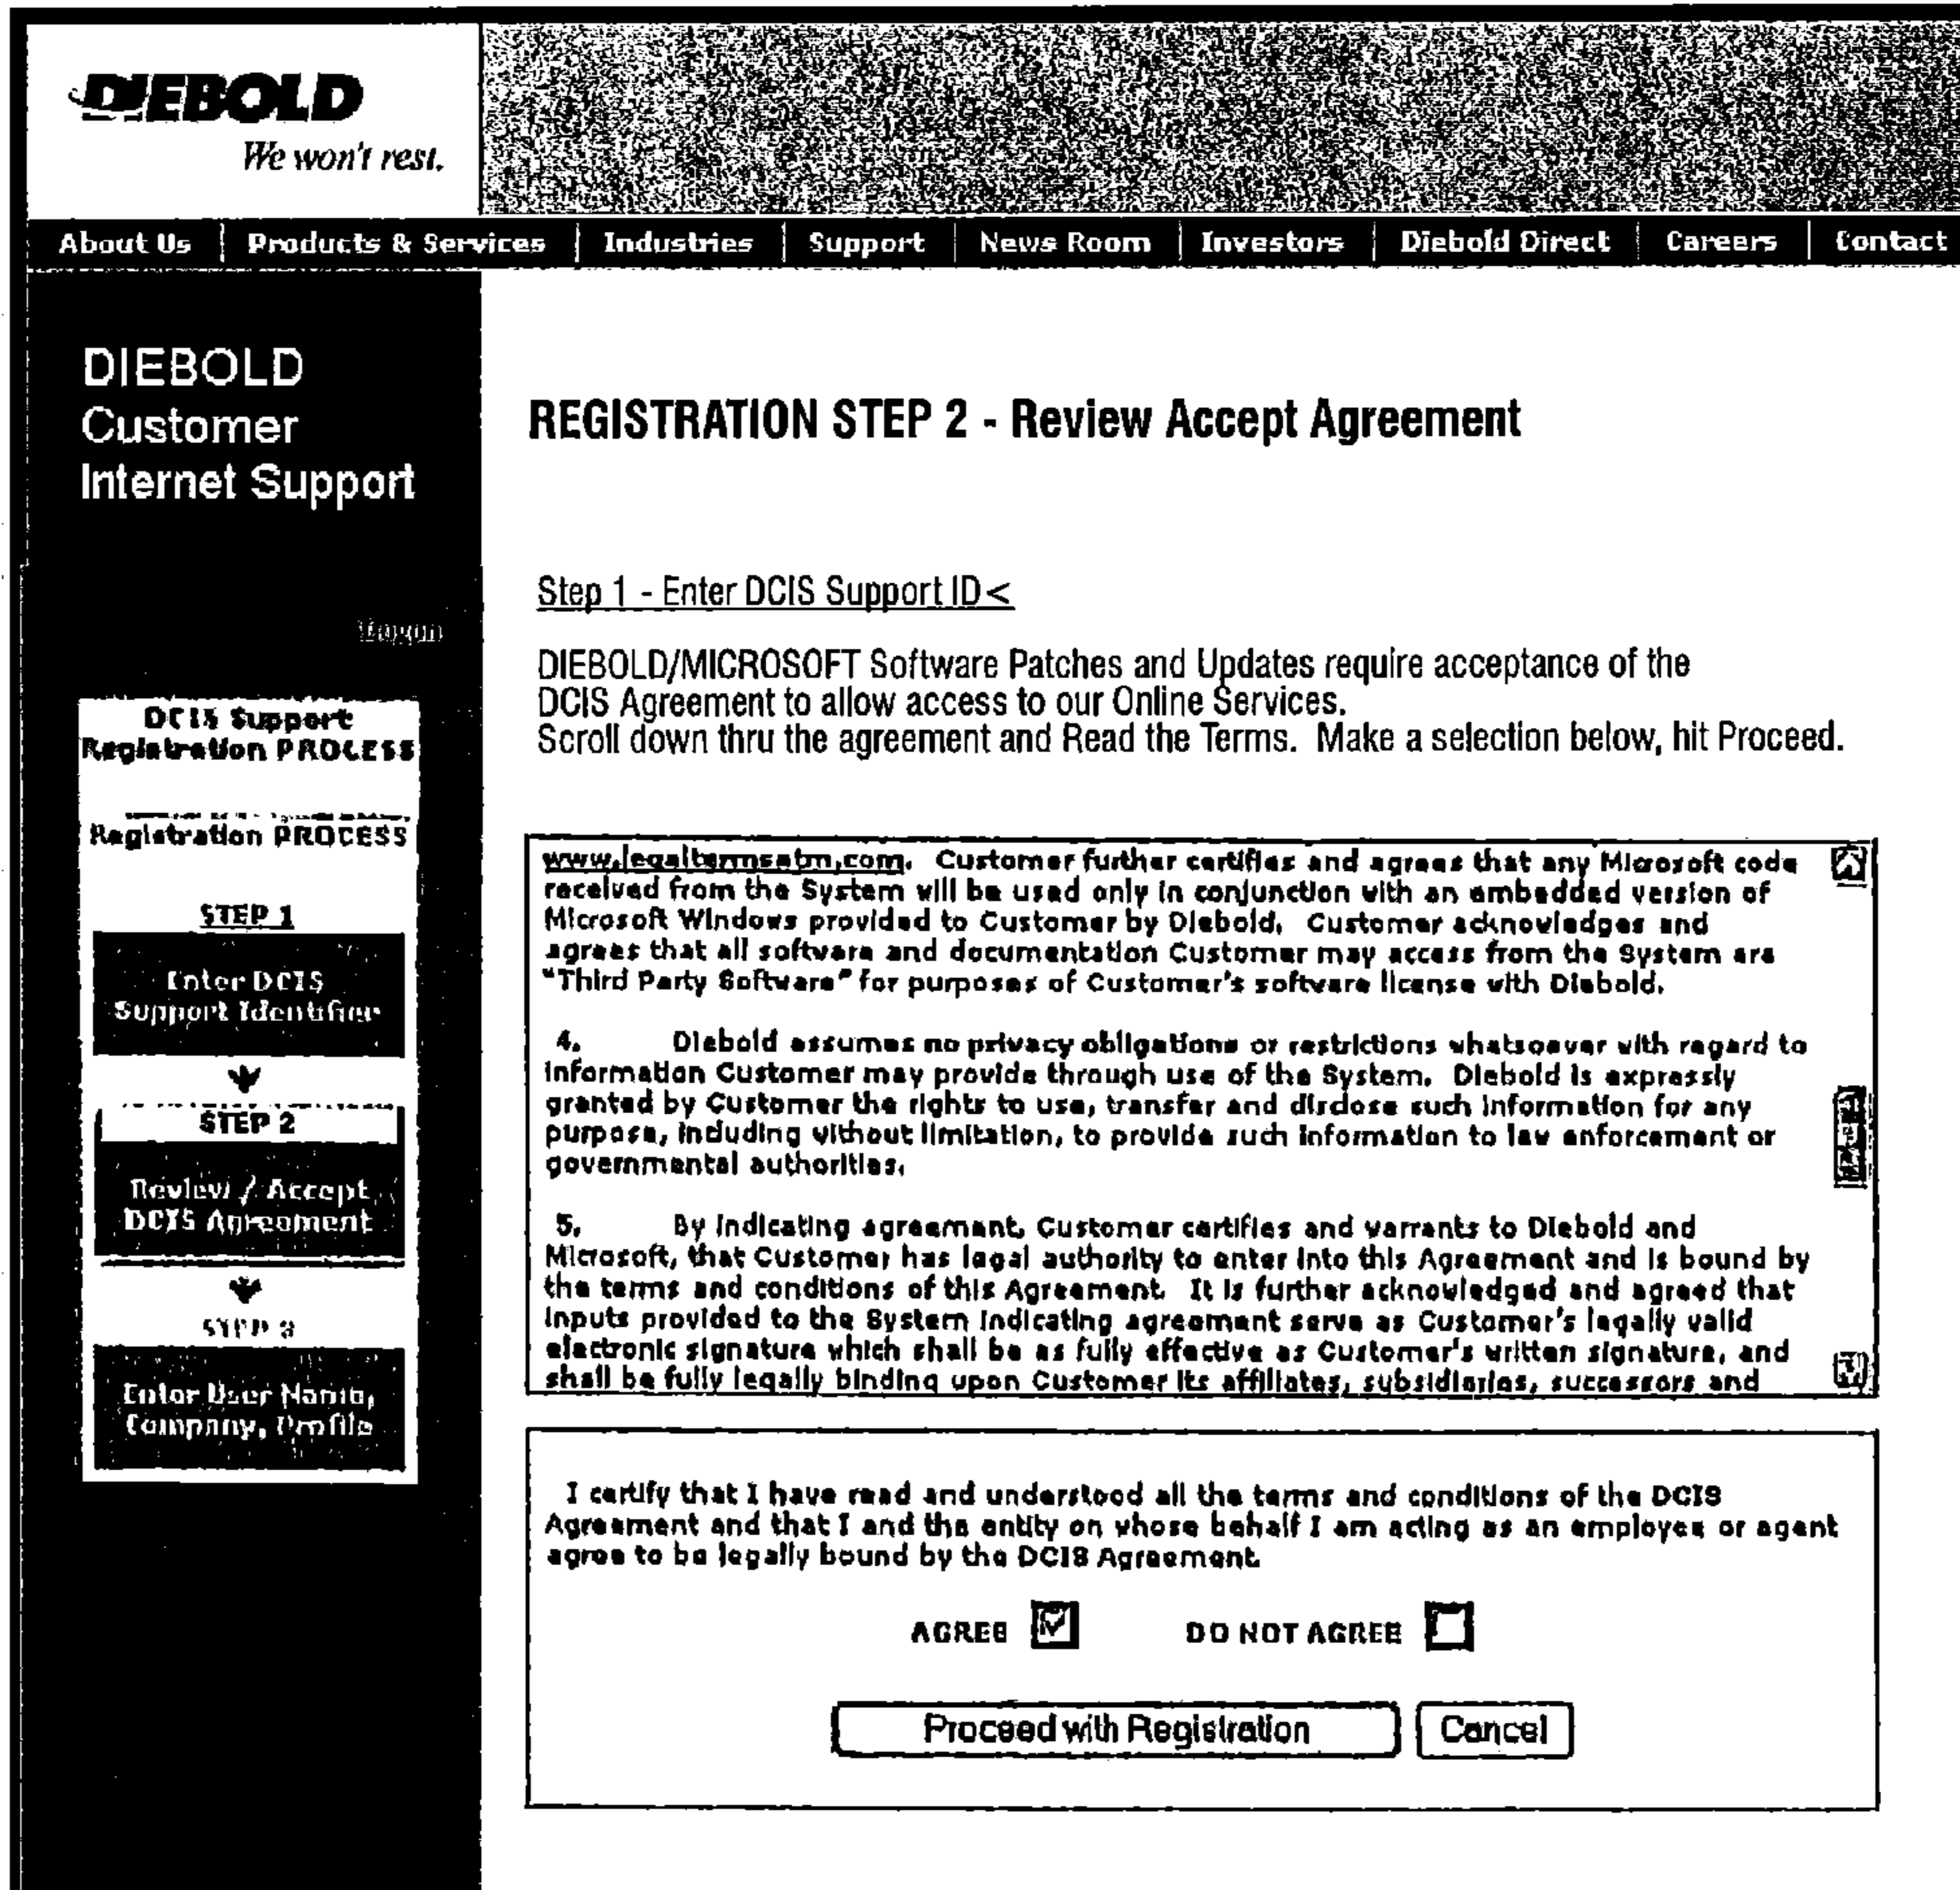 DIEBOLD
We won't rest.
About Us | Products & Services | Industries | Support | News Room | Investors | Diebold Direct | Careers | Contact
DIEBOLD
Customer
Internet Support
Logon
DCIS Support
Registration PROCESS
Registration PROCESS
STEP 1
Enter DCIS
Support Identifier
STEP 2
Review / Accept
DCIS Agreement
STEP 3
Enter User Name,
Company, Profile
REGISTRATION STEP 2 - Review Accept Agreement
Step 1 - Enter DCIS Support ID<
DIEBOLD/MICROSOFT Software Patches and Updates require acceptance of the
DCIS Agreement to allow access to our Online Services.
Scroll down thru the agreement and Read the Terms. Make a selection below, hit Proceed.
www.legaltermsatm.com. Customer further certifies and agrees that any Microsoft code
received from the System will be used only in conjunction with an embedded version of
Microsoft Windows provided to Customer by Diebold. Customer acknowledges and
agrees that all software and documentation Customer may access from the System are
"Third Party Software" for purposes of Customer's software license with Diebold.
4. Diebold assumes no privacy obligations or restrictions whatsoever with regard to
information Customer may provide through use of the System. Diebold is expressly
granted by Customer the rights to use, transfer and disclose such information for any
purpose, including without limitation, to provide such information to law enforcement or
governmental authorities.
5. By indicating agreement, Customer certifies and warrants to Diebold and
Microsoft, that Customer has legal authority to enter into this Agreement and is bound by
the terms and conditions of this Agreement. It is further acknowledged and agreed that
inputs provided to the System indicating agreement serve as Customer's legally valid
electronic signature which shall be as fully effective as Customer's written signature, and
shall be fully legally binding upon Customer its affiliates, subsidiaries, successors and
I certify that I have read and understood all the terms and conditions of the DCIS
Agreement and that I and the entity on whose behalf I am acting as an employee or agent
agree to be legally bound by the DCIS Agreement.
AGREE DO NOT AGREE
Proceed with Registration Cancel